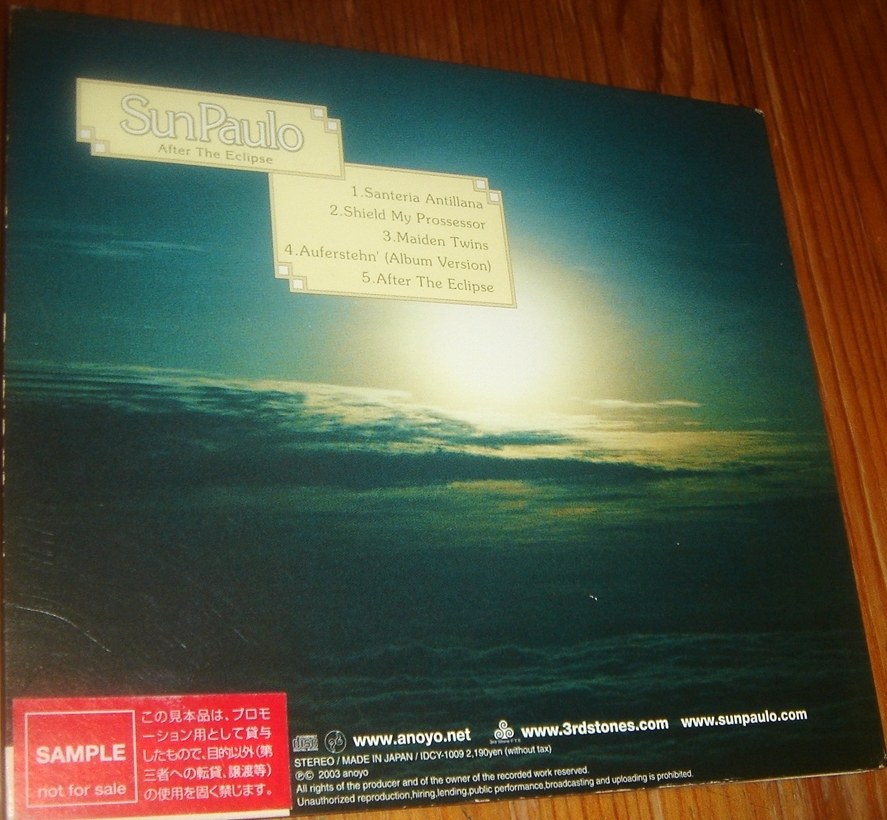 SunPaulo
After The Eclipse
1.Santeria Antillana
2.Shield My Prossessor
3.Maiden Twins
4.Auferstehn' (Album Version)
5.After The Eclipse
SAMPLE
not for sale
この見本品は、プロモ
ーション用として貸与
したもので、目的以外(第
三者への転貸、譲渡等)
の使用を固く禁じます。
www.anoyo.net www.3rdstones.com www.sunpaulo.com
STEREO / MADE IN JAPAN / IDCY-1009 2,190yen (without tax)
℗© 2003 anoyo
All rights of the producer and of the owner of the recorded work reserved.
Unauthorized reproduction,hiring,lending,public performance,broadcasting and uploading is prohibited.